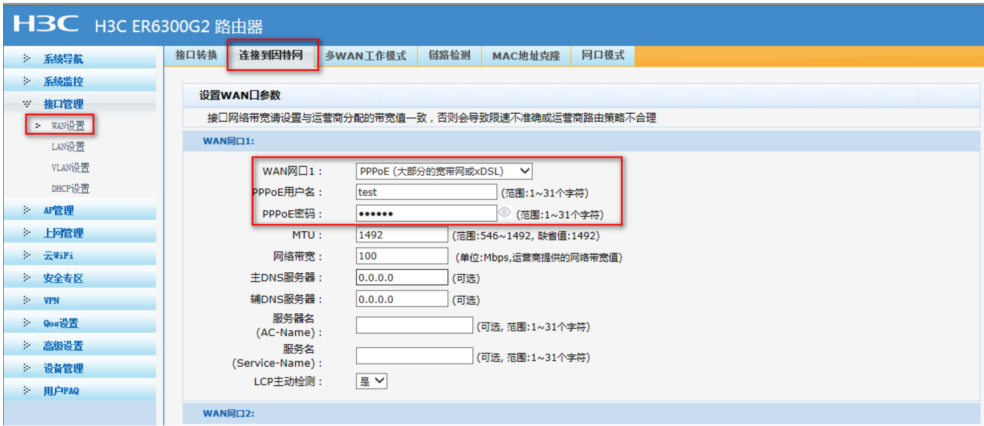 H3C H3C ER6300G2 路由器
系统导航
系统监控
接口管理
WAN设置
LAN设置
VLAN设置
DHCP设置
AP管理
上网管理
云WiFi
安全专区
VPN
Qos设置
高级设置
设备管理
用户FAQ
接口转换 连接到因特网 多WAN工作模式 链路检测 MAC地址克隆 网口模式
设置WAN口参数
接口网络带宽请设置与运营商分配的带宽值一致，否则会导致限速不准确或运营商路由策略不合理
WAN网口1:
WAN网口1： PPPoE (大部分的宽带网或xDSL)
PPPoE用户名： test (范围:1~31个字符)
PPPoE密码： •••••• (范围:1~31个字符)
MTU： 1492 (范围:546~1492, 缺省值:1492)
网络带宽： 100 (单位:Mbps,运营商提供的网络带宽值)
主DNS服务器： 0.0.0.0 (可选)
辅DNS服务器： 0.0.0.0 (可选)
服务器名
(AC-Name)： (可选, 范围:1~31个字符)
服务名
(Service-Name)： (可选, 范围:1~31个字符)
LCP主动检测： 是
WAN网口2: